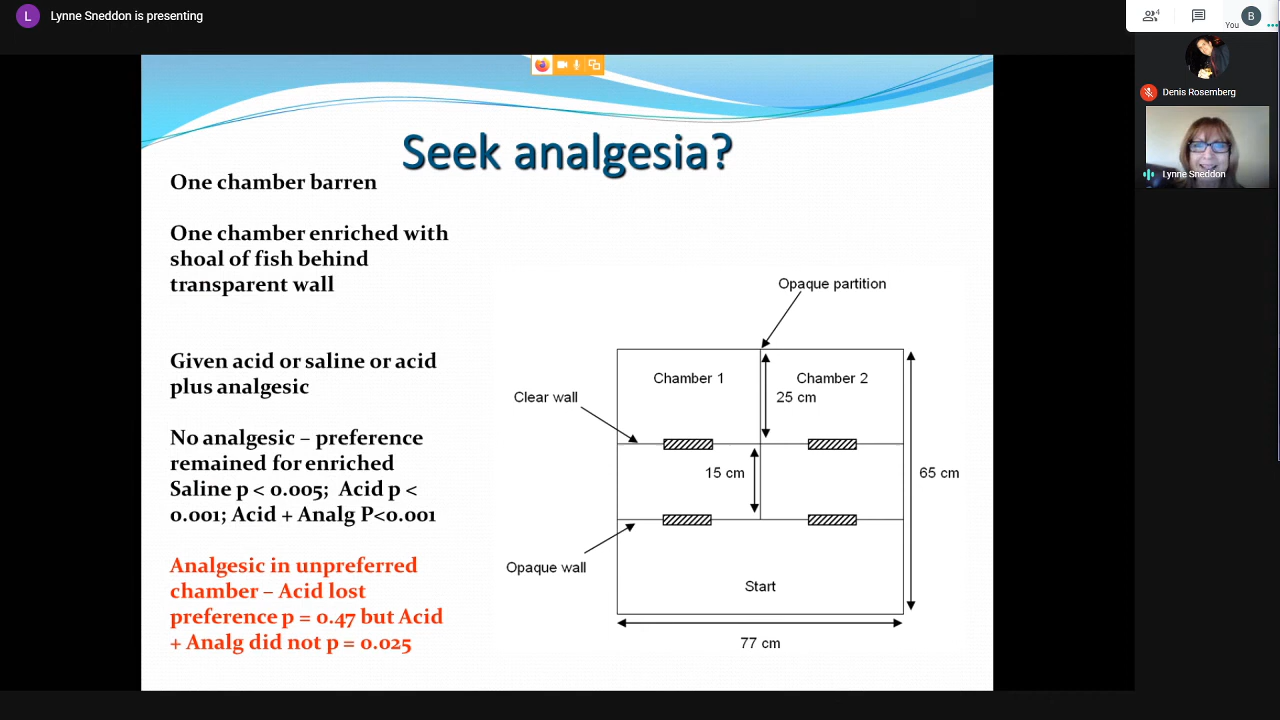 L
Lynne Sneddon is presenting
4
You
B
Denis Rosemberg
Lynne Sneddon
Seek analgesia?
One chamber barren
One chamber enriched with
shoal of fish behind
transparent wall
Given acid or saline or acid
plus analgesic
No analgesic – preference
remained for enriched
Saline p < 0.005; Acid p <
0.001; Acid + Analg P<0.001
Analgesic in unpreferred
chamber – Acid lost
preference p = 0.47 but Acid
+ Analg did not p = 0.025
Opaque partition
Chamber 1
Chamber 2
25 cm
Clear wall
15 cm
65 cm
Opaque wall
Start
77 cm